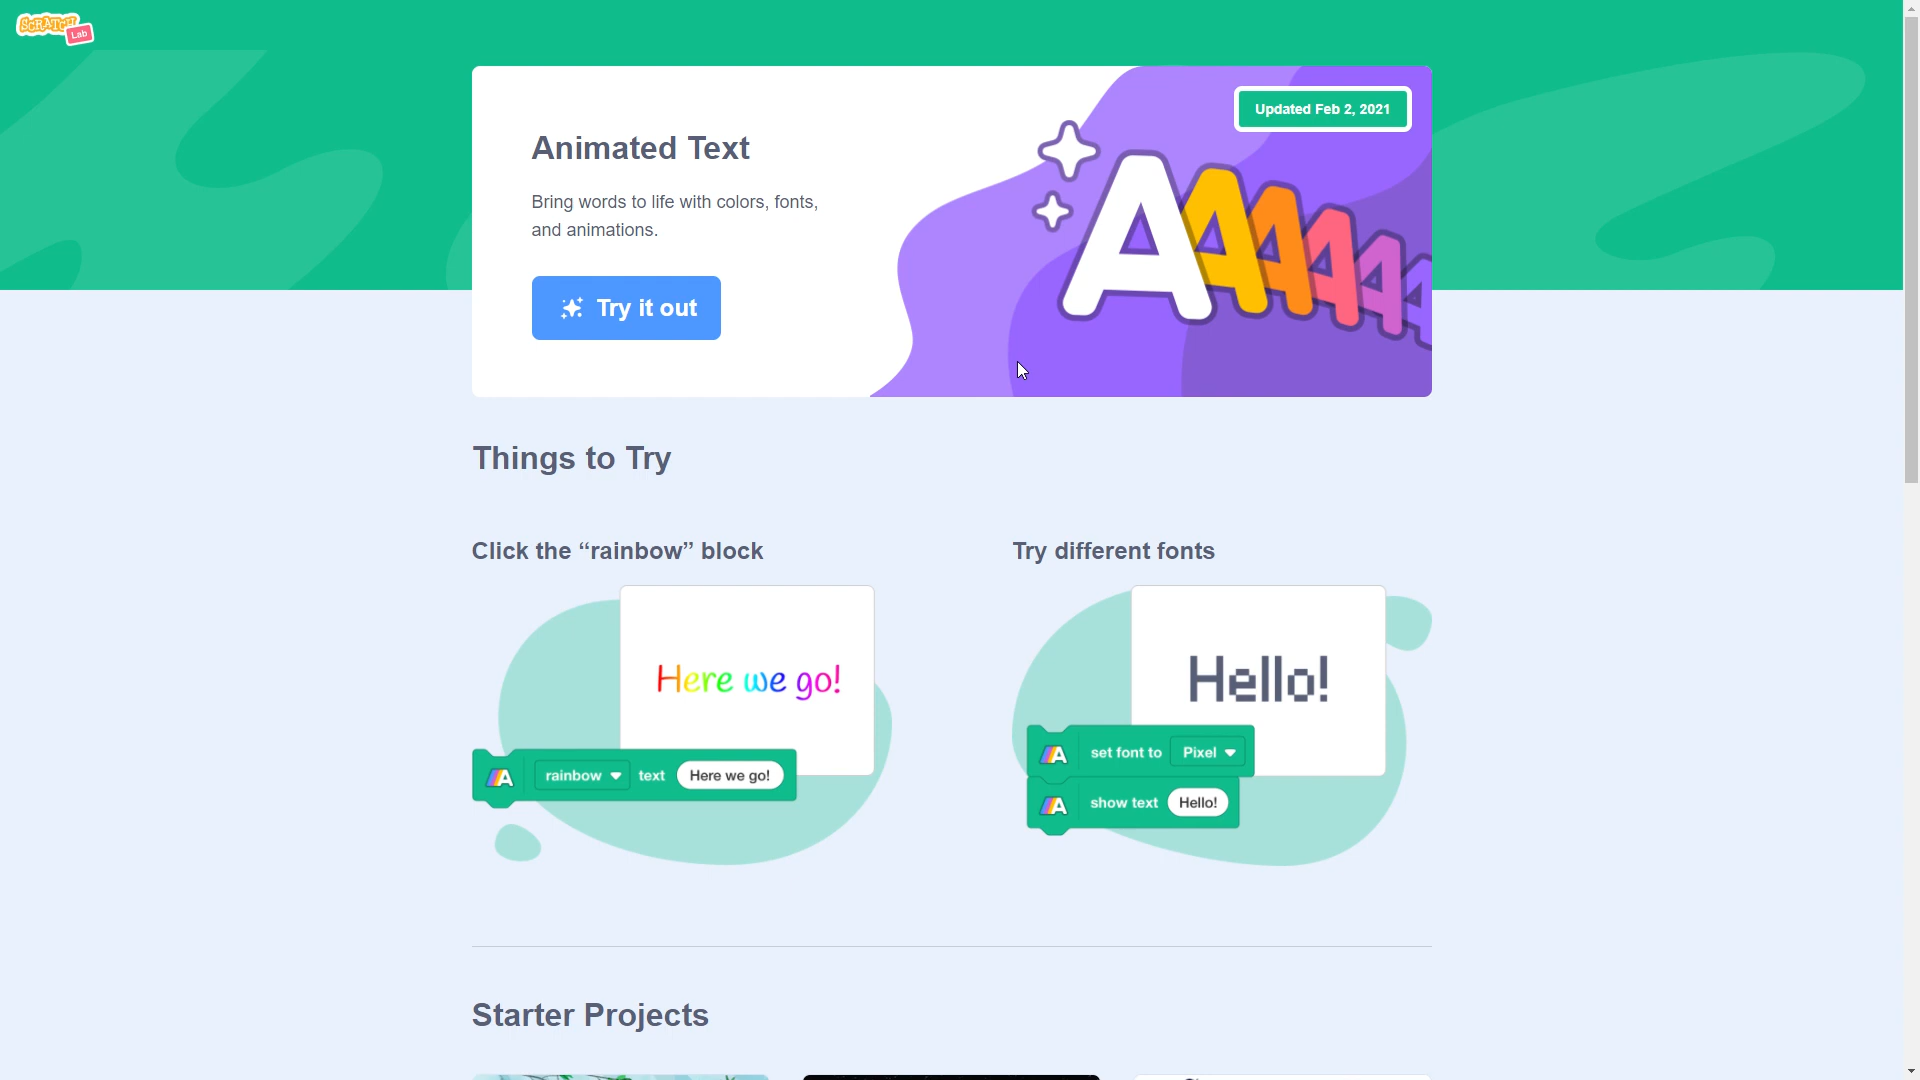 SCRATCH
Lab
Updated Feb 2, 2021
Animated Text
Bring words to life with colors, fonts,
and animations.
Try it out
AAAAAA
Things to Try
Click the “rainbow” block
Here we go!
rainbow text Here we go!
Try different fonts
Hello!
set font to Pixel
show text Hello!
Starter Projects